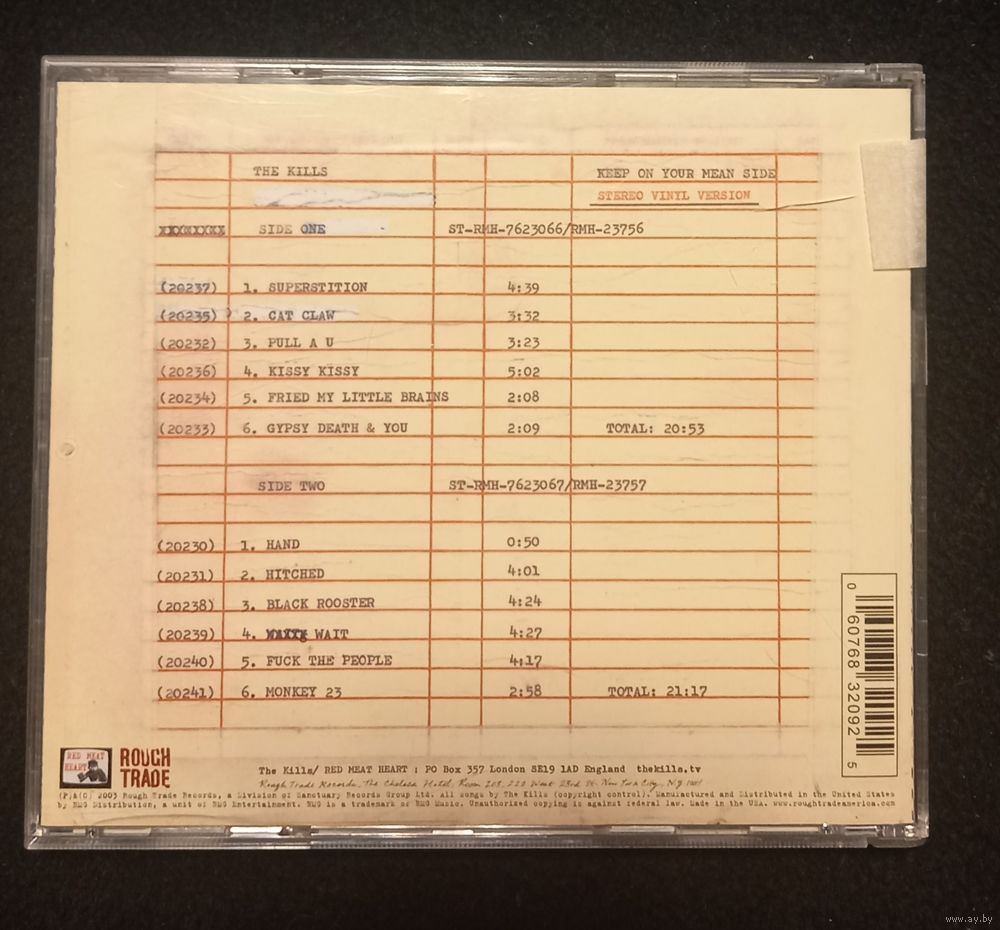 THE KILLS KEEP ON YOUR MEAN SIDE
STEREO VINYL VERSION
SIDE ONE ST-RMH-7623066/RMH-23756
(20237) 1. SUPERSTITION 4:39
(20235) 2. CAT CLAW 3:32
(20232) 3. PULL A U 3:23
(20236) 4. KISSY KISSY 5:02
(20234) 5. FRIED MY LITTLE BRAINS 2:08
(20233) 6. GYPSY DEATH & YOU 2:09 TOTAL: 20:53
SIDE TWO ST-RMH-7623067/RMH-23757
(20230) 1. HAND 0:50
(20231) 2. HITCHED 4:01
(20238) 3. BLACK ROOSTER 4:24
(20239) 4. WAIT 4:27
(20240) 5. FUCK THE PEOPLE 4:17
(20241) 6. MONKEY 23 2:58 TOTAL: 21:17
0 60768 32092 5
RED MEAT
HEART
ROUGH
TRADE
The Kills/ RED MEAT HEART : PO Box 357 London SE19 1AD England thekills.tv
Rough Trade Records, The Chelsea Hotel, Room 208, 222 West 23rd St. New York City, N.Y.
(P)&(C) 2003 Rough Trade Records, a Division of Sanctuary Records Group Ltd. All songs by The Kills (copyright control). Manufactured and Distributed in the United States
by BMG Distribution, a unit of BMG Entertainment. BMG is a trademark of BMG Music. Unauthorized copying is against federal law. Made in the USA. www.roughtradeamerica.com
www.ay.by